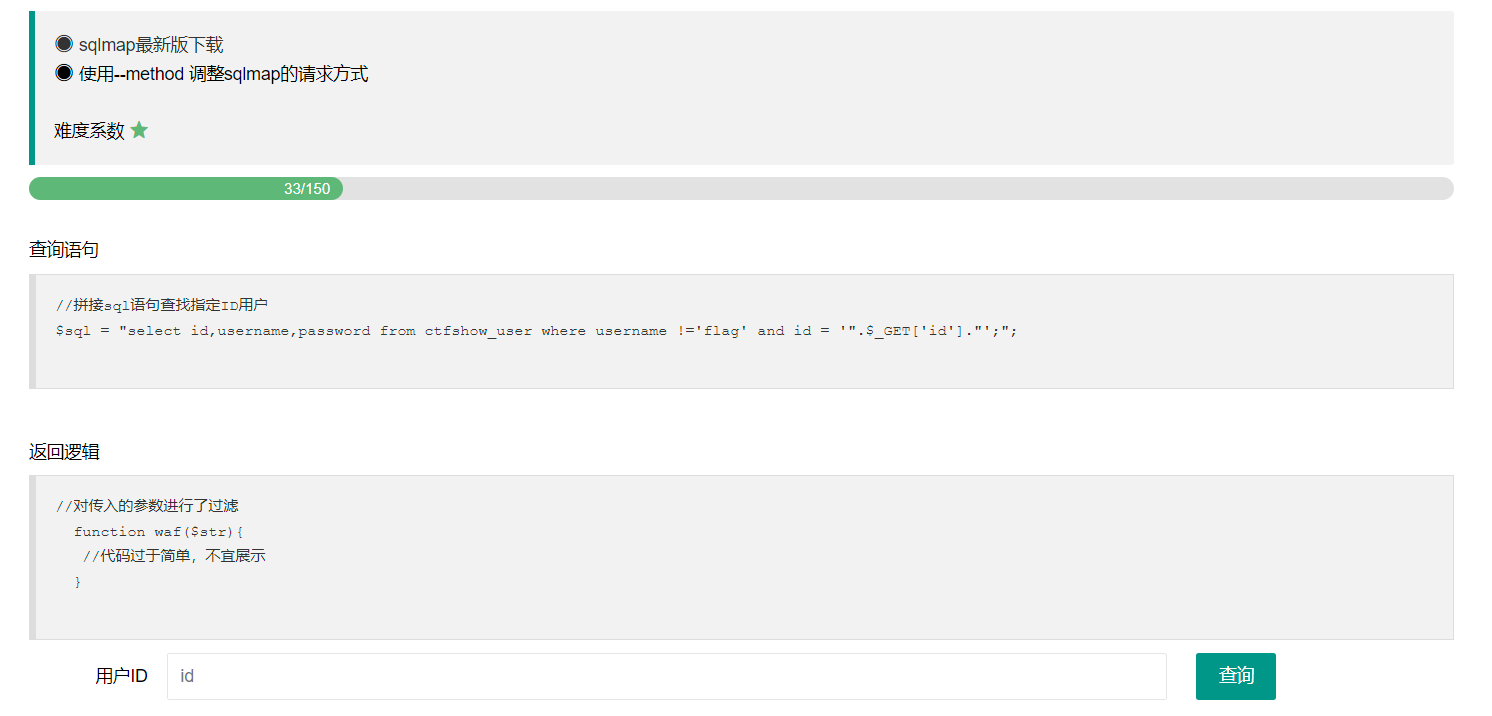 sqlmap最新版下载
使用--method 调整sqlmap的请求方式
难度系数
33/150
查询语句
//拼接sql语句查找指定ID用户
$sql = "select id,username,password from ctfshow_user where username !='flag' and id = '".$_GET['id']."';";
返回逻辑
//对传入的参数进行了过滤
function waf($str){
//代码过于简单，不宜展示
}
用户ID id 查询